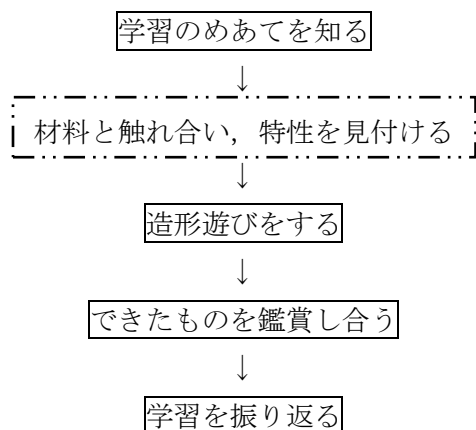 学習のめあてを知る
↓
材料と触れ合い，特性を見付ける
↓
造形遊びをする
↓
できたものを鑑賞し合う
↓
学習を振り返る